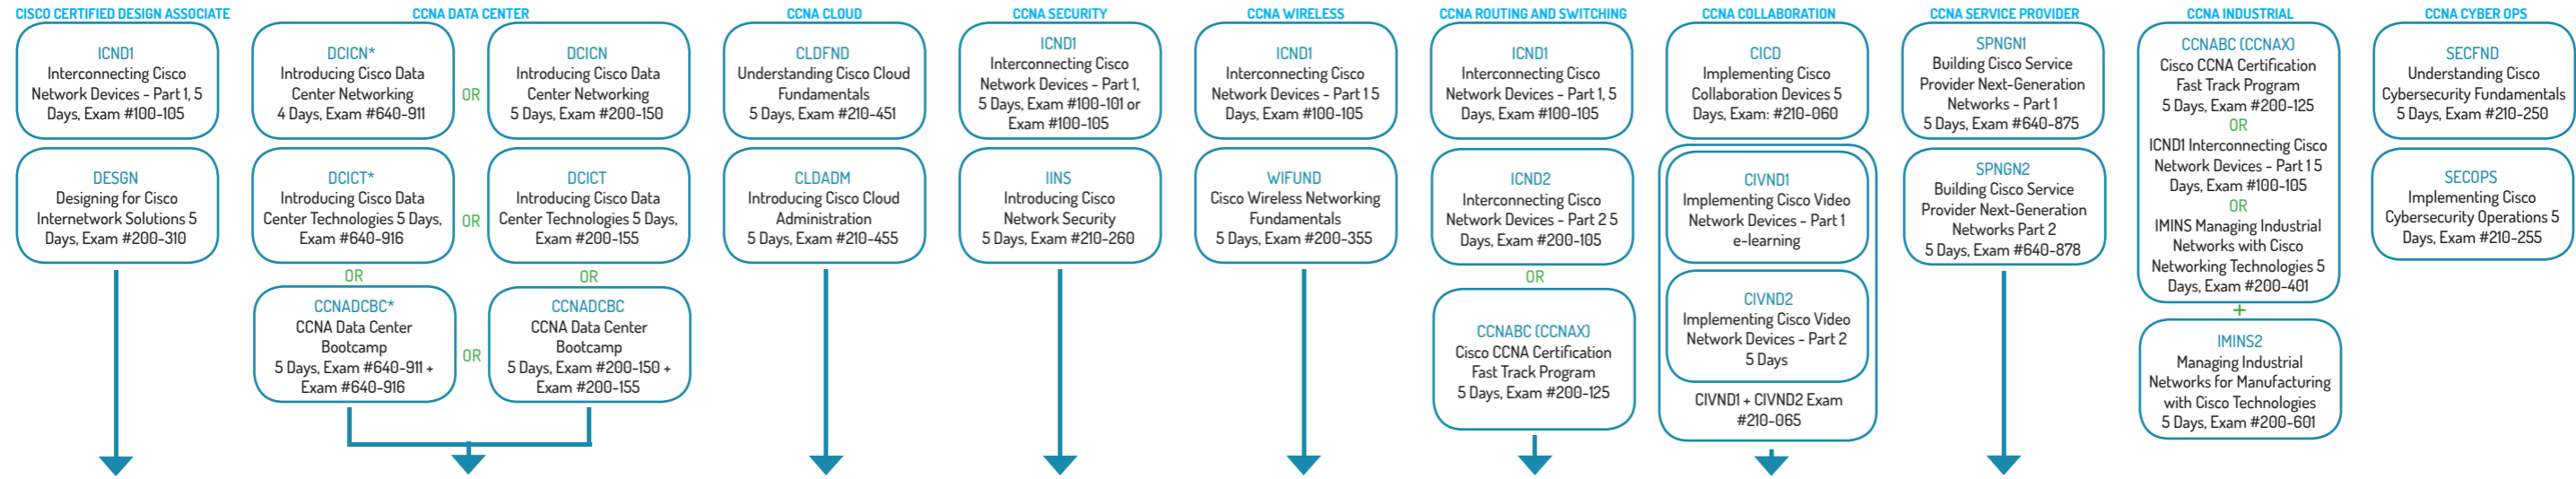 CISCO CERTIFIED DESIGN ASSOCIATE
ICND1
Interconnecting Cisco
Network Devices - Part 1, 5
Days, Exam #100-105
DESGN
Designing for Cisco
Internetwork Solutions 5
Days, Exam #200-310
CCNA DATA CENTER
DCICN*
Introducing Cisco Data
Center Networking
4 Days, Exam #640-911
OR
DCICN
Introducing Cisco Data
Center Networking
5 Days, Exam #200-150
DCICT*
Introducing Cisco Data
Center Technologies 5 Days,
Exam #640-916
OR
DCICT
Introducing Cisco Data
Center Technologies 5 Days,
Exam #200-155
OR
OR
CCNADCBC*
CCNA Data Center
Bootcamp
5 Days, Exam #640-911 +
Exam #640-916
OR
CCNADCBC
CCNA Data Center
Bootcamp
5 Days, Exam #200-150 +
Exam #200-155
CCNA CLOUD
CLDFND
Understanding Cisco Cloud
Fundamentals
5 Days, Exam #210-451
CLDADM
Introducing Cisco Cloud
Administration
5 Days, Exam #210-455
CCNA SECURITY
ICND1
Interconnecting Cisco
Network Devices - Part 1,
5 Days, Exam #100-101 or
Exam #100-105
IINS
Introducing Cisco
Network Security
5 Days, Exam #210-260
CCNA WIRELESS
ICND1
Interconnecting Cisco
Network Devices - Part 1 5
Days, Exam #100-105
WIFUND
Cisco Wireless Networking
Fundamentals
5 Days, Exam #200-355
CCNA ROUTING AND SWITCHING
ICND1
Interconnecting Cisco
Network Devices - Part 1, 5
Days, Exam #100-105
ICND2
Interconnecting Cisco
Network Devices - Part 2 5
Days, Exam #200-105
OR
CCNABC (CCNAX)
Cisco CCNA Certification
Fast Track Program
5 Days, Exam #200-125
CCNA COLLABORATION
CICD
Implementing Cisco
Collaboration Devices 5
Days, Exam: #210-060
CIVND1
Implementing Cisco Video
Network Devices - Part 1
e-learning
CIVND2
Implementing Cisco Video
Network Devices - Part 2
5 Days
CIVND1 + CIVND2 Exam
#210-065
CCNA SERVICE PROVIDER
SPNGN1
Building Cisco Service
Provider Next-Generation
Networks - Part 1
5 Days, Exam #640-875
SPNGN2
Building Cisco Service
Provider Next-Generation
Networks Part 2
5 Days, Exam #640-878
CCNA INDUSTRIAL
CCNABC (CCNAX)
Cisco CCNA Certification
Fast Track Program
5 Days, Exam #200-125
OR
ICND1 Interconnecting Cisco
Network Devices - Part 1 5
Days, Exam #100-105
OR
IMINS Managing Industrial
Networks with Cisco
Networking Technologies 5
Days, Exam #200-401
+
IMINS2
Managing Industrial
Networks for Manufacturing
with Cisco Technologies
5 Days, Exam #200-601
CCNA CYBER OPS
SECFND
Understanding Cisco
Cybersecurity Fundamentals
5 Days, Exam #210-250
SECOPS
Implementing Cisco
Cybersecurity Operations 5
Days, Exam #210-255